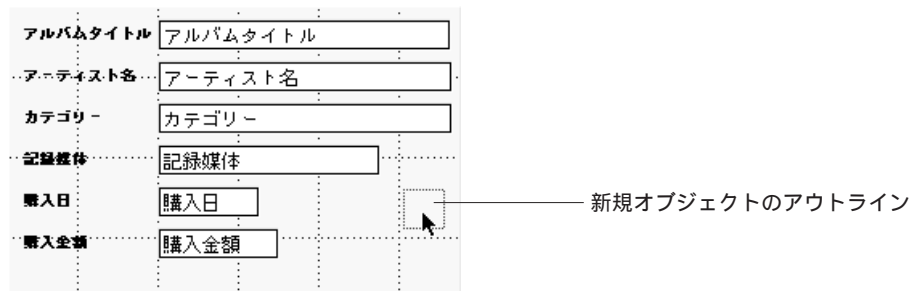 アルバムタイトル アルバムタイトル
アーティスト名 アーティスト名
カテゴリー カテゴリー
記録媒体 記録媒体
購入日 購入日
新規オブジェクトのアウトライン
購入金額 購入金額